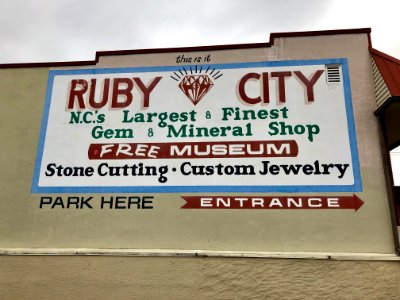 this is it
RUBY CITY
N.C.'s Largest & Finest
Gem & Mineral Shop
FREE MUSEUM
Stone Cutting · Custom Jewelry
PARK HERE ENTRANCE